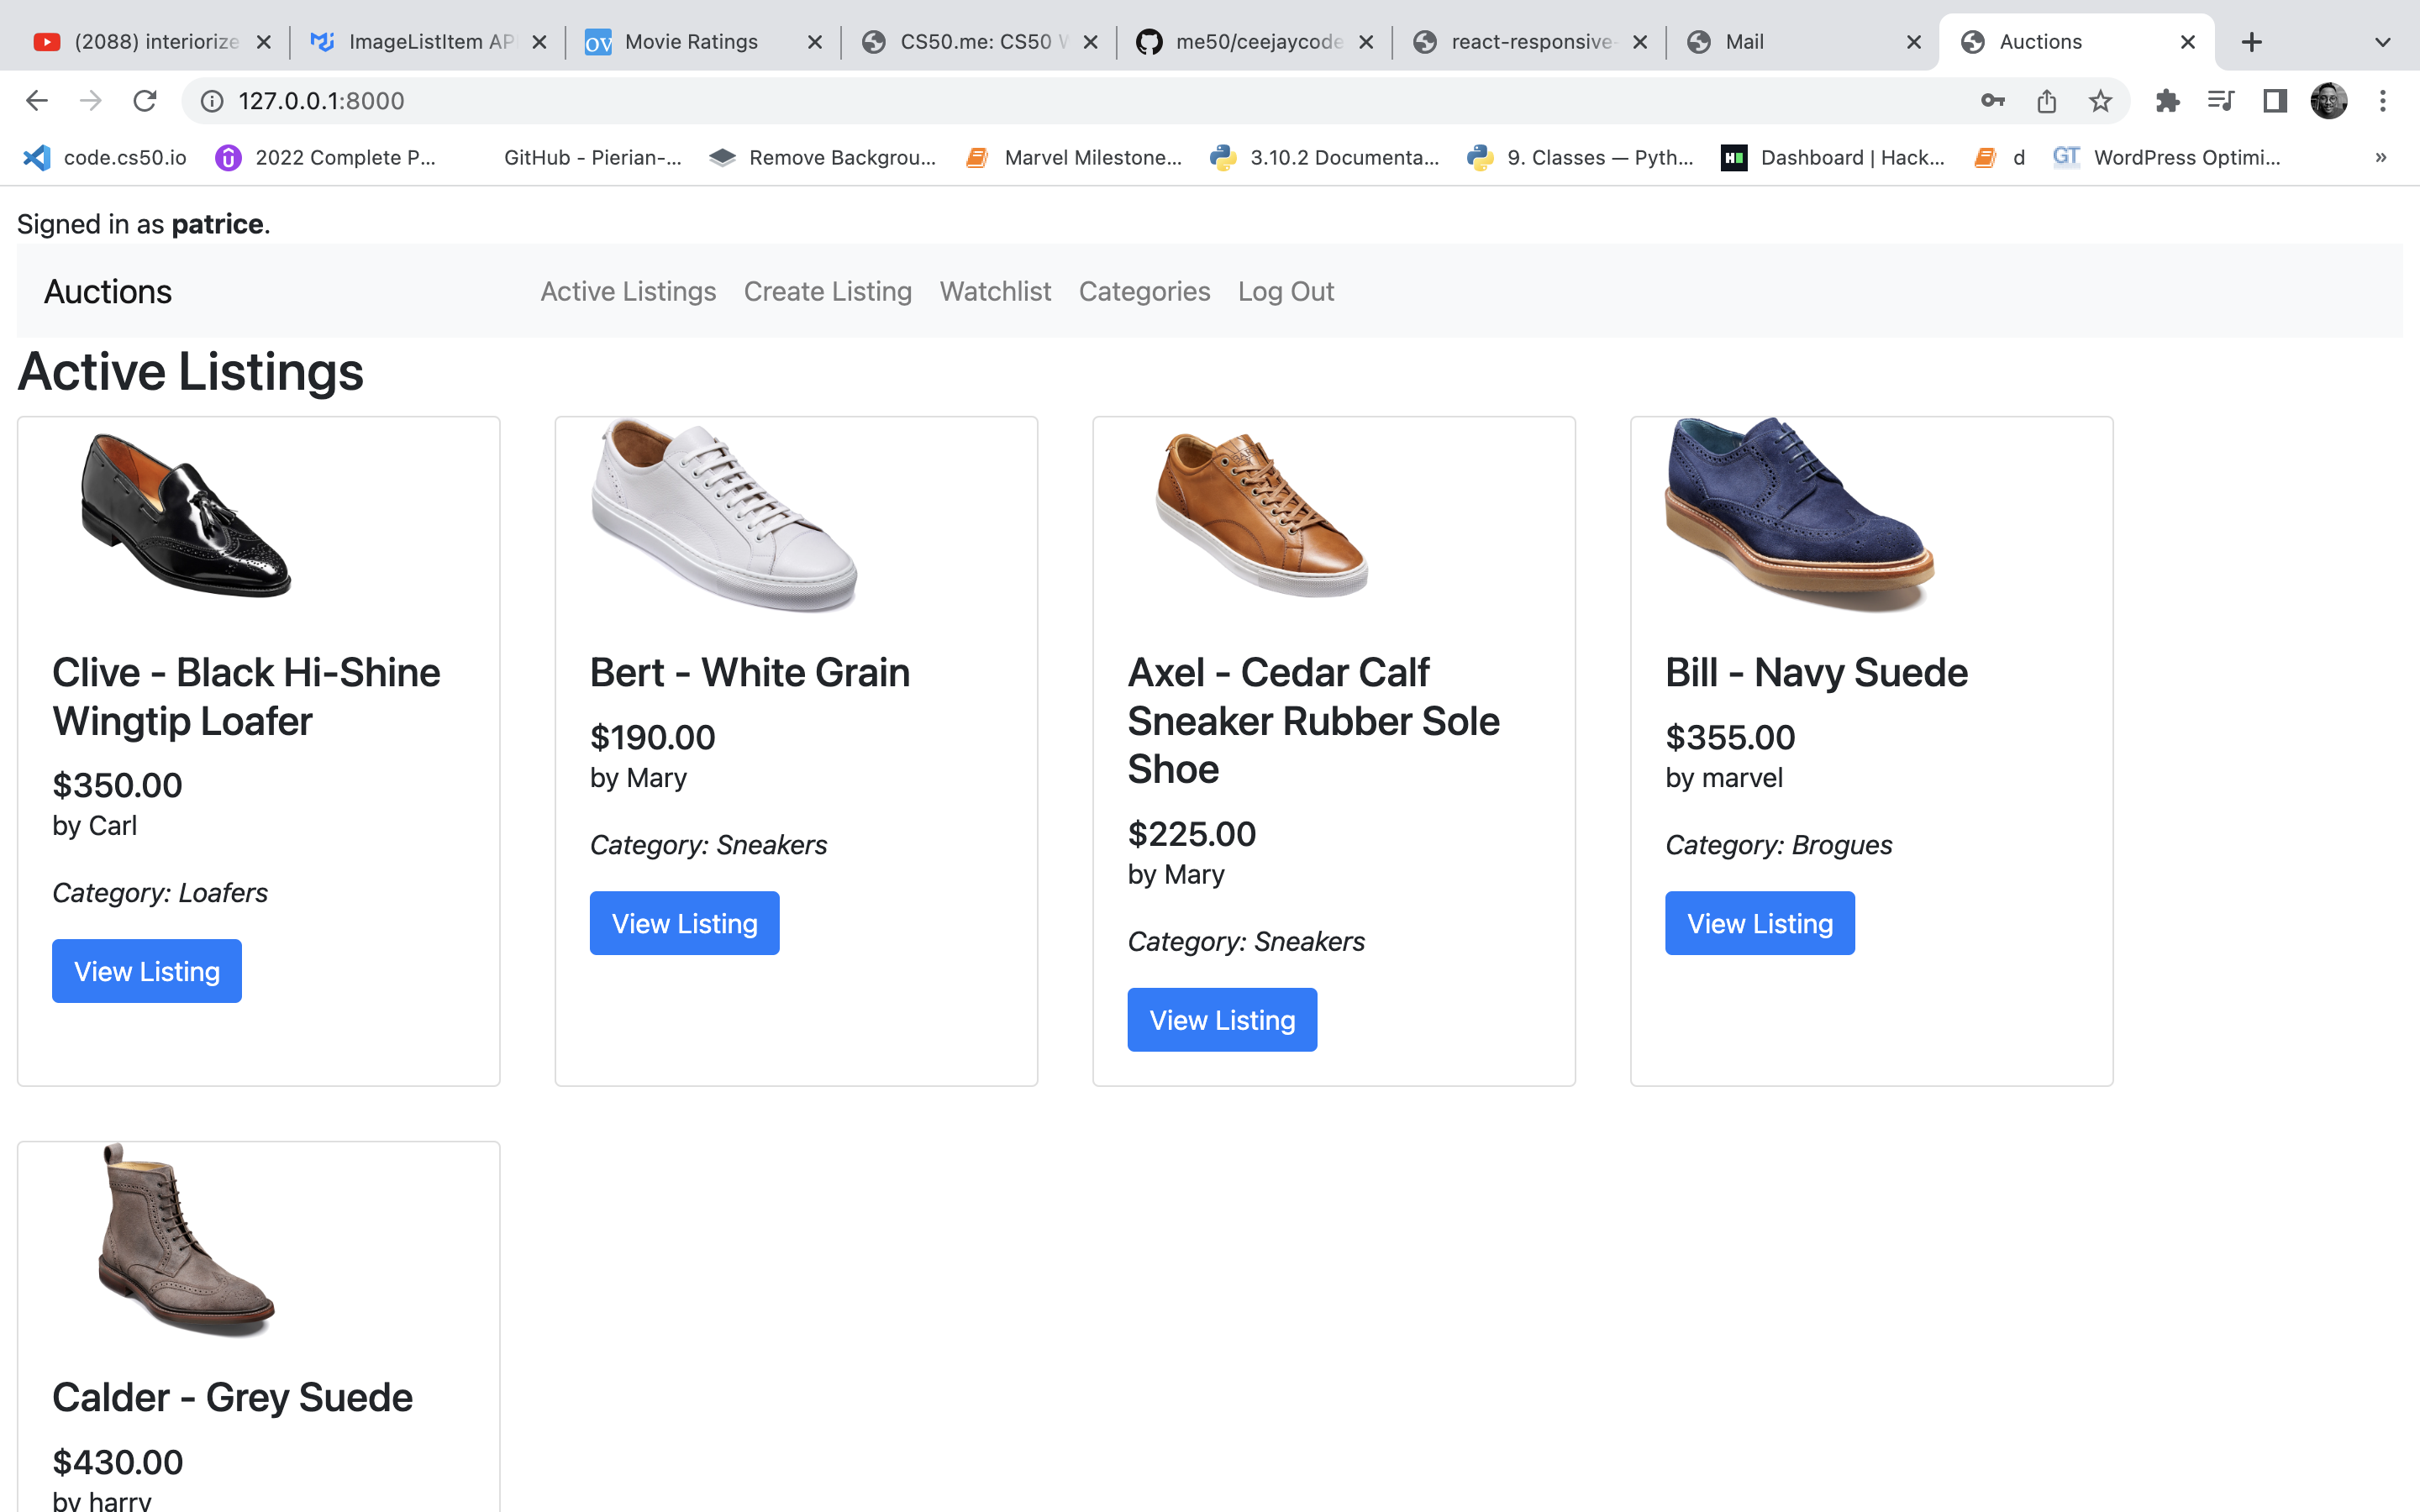 (2088) interiorize
ImageListItem AP
Movie Ratings
CS50.me: CS50 W
me50/ceejaycode
react-responsive-
Mail
Auctions
127.0.0.1:8000
code.cs50.io
2022 Complete P...
GitHub - Pierian-...
Remove Backgrou...
Marvel Milestone...
3.10.2 Documenta...
9. Classes — Pyth...
Dashboard | Hack...
d
GT WordPress Optimi...
»
Signed in as patrice.
Auctions
Active Listings
Create Listing
Watchlist
Categories
Log Out
Active Listings
Clive - Black Hi-Shine
Wingtip Loafer
$350.00
by Carl
Category: Loafers
View Listing
Bert - White Grain
$190.00
by Mary
Category: Sneakers
View Listing
Axel - Cedar Calf
Sneaker Rubber Sole
Shoe
$225.00
by Mary
Category: Sneakers
View Listing
Bill - Navy Suede
$355.00
by marvel
Category: Brogues
View Listing
Calder - Grey Suede
$430.00
by harry